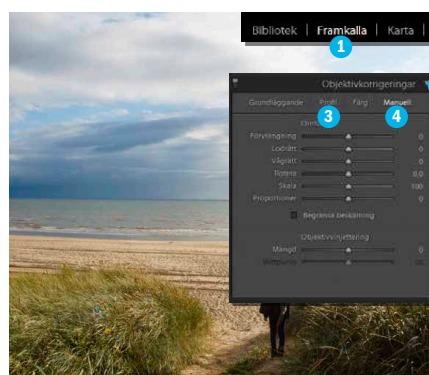 Bibliotek | Framkalla | Karta |
1
Objektivkorrigeringar
Grundläggande Profil Färg Manuell
3 4
Förvrängning 0
Lodrätt 0
Vågrätt 0
Rotera 0,0
Skala 100
Proportioner 0
Begränsa beskärning
Objektivvinjettering
Mängd 0
Mittpunkt